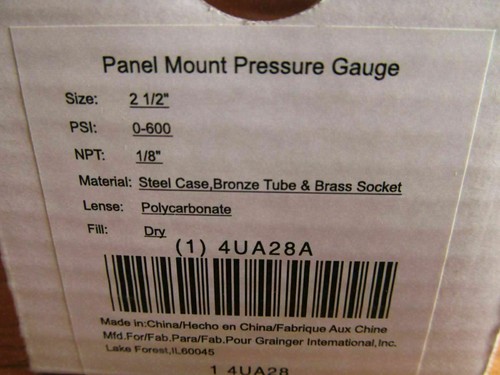 Panel Mount Pressure Gauge
Size: 2 1/2"
PSI: 0-600
NPT: 1/8"
Material: Steel Case,Bronze Tube & Brass Socket
Lense: Polycarbonate
Fill: Dry
(1) 4UA28A
Made in:China/Hecho en China/Fabrique Aux Chine
Mfd.For/Fab.Para/Fab.Pour Grainger International,Inc.
Lake Forest,IL60045
1 4UA28